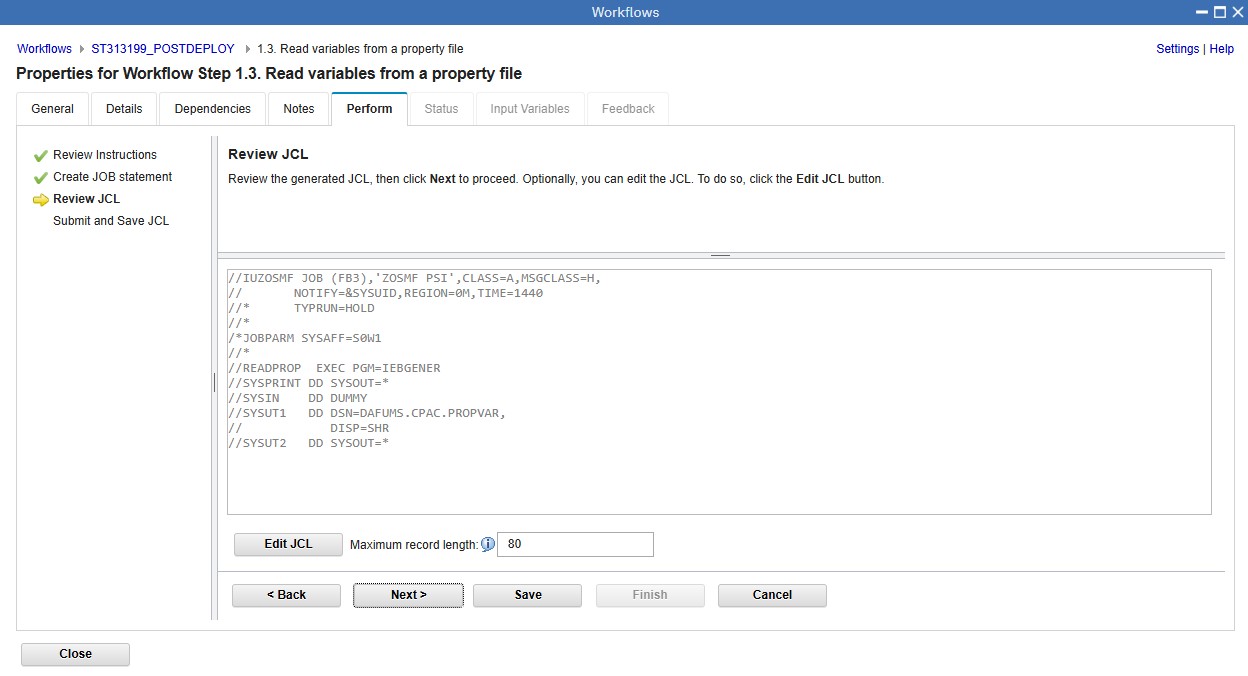 Workflows
Workflows ST313199_POSTDEPLOY 1.3. Read variables from a property file Settings | Help
Properties for Workflow Step 1.3. Read variables from a property file
General Details Dependencies Notes Perform Status Input Variables Feedback
Review Instructions
Create JOB statement
Review JCL
Submit and Save JCL
Review JCL
Review the generated JCL, then click Next to proceed. Optionally, you can edit the JCL. To do so, click the Edit JCL button.
//IUZOSMF JOB (FB3),'ZOSMF PSI',CLASS=A,MSGCLASS=H,
//       NOTIFY=&SYSUID,REGION=0M,TIME=1440
//*      TYPRUN=HOLD
//*
/*JOBPARM SYSAFF=S0W1
//*
//READPROP  EXEC PGM=IEBGENER
//SYSPRINT DD SYSOUT=*
//SYSIN    DD DUMMY
//SYSUT1   DD DSN=DAFUMS.CPAC.PROPVAR,
//            DISP=SHR
//SYSUT2   DD SYSOUT=*
Edit JCL Maximum record length: 80
< Back Next > Save Finish Cancel
Close